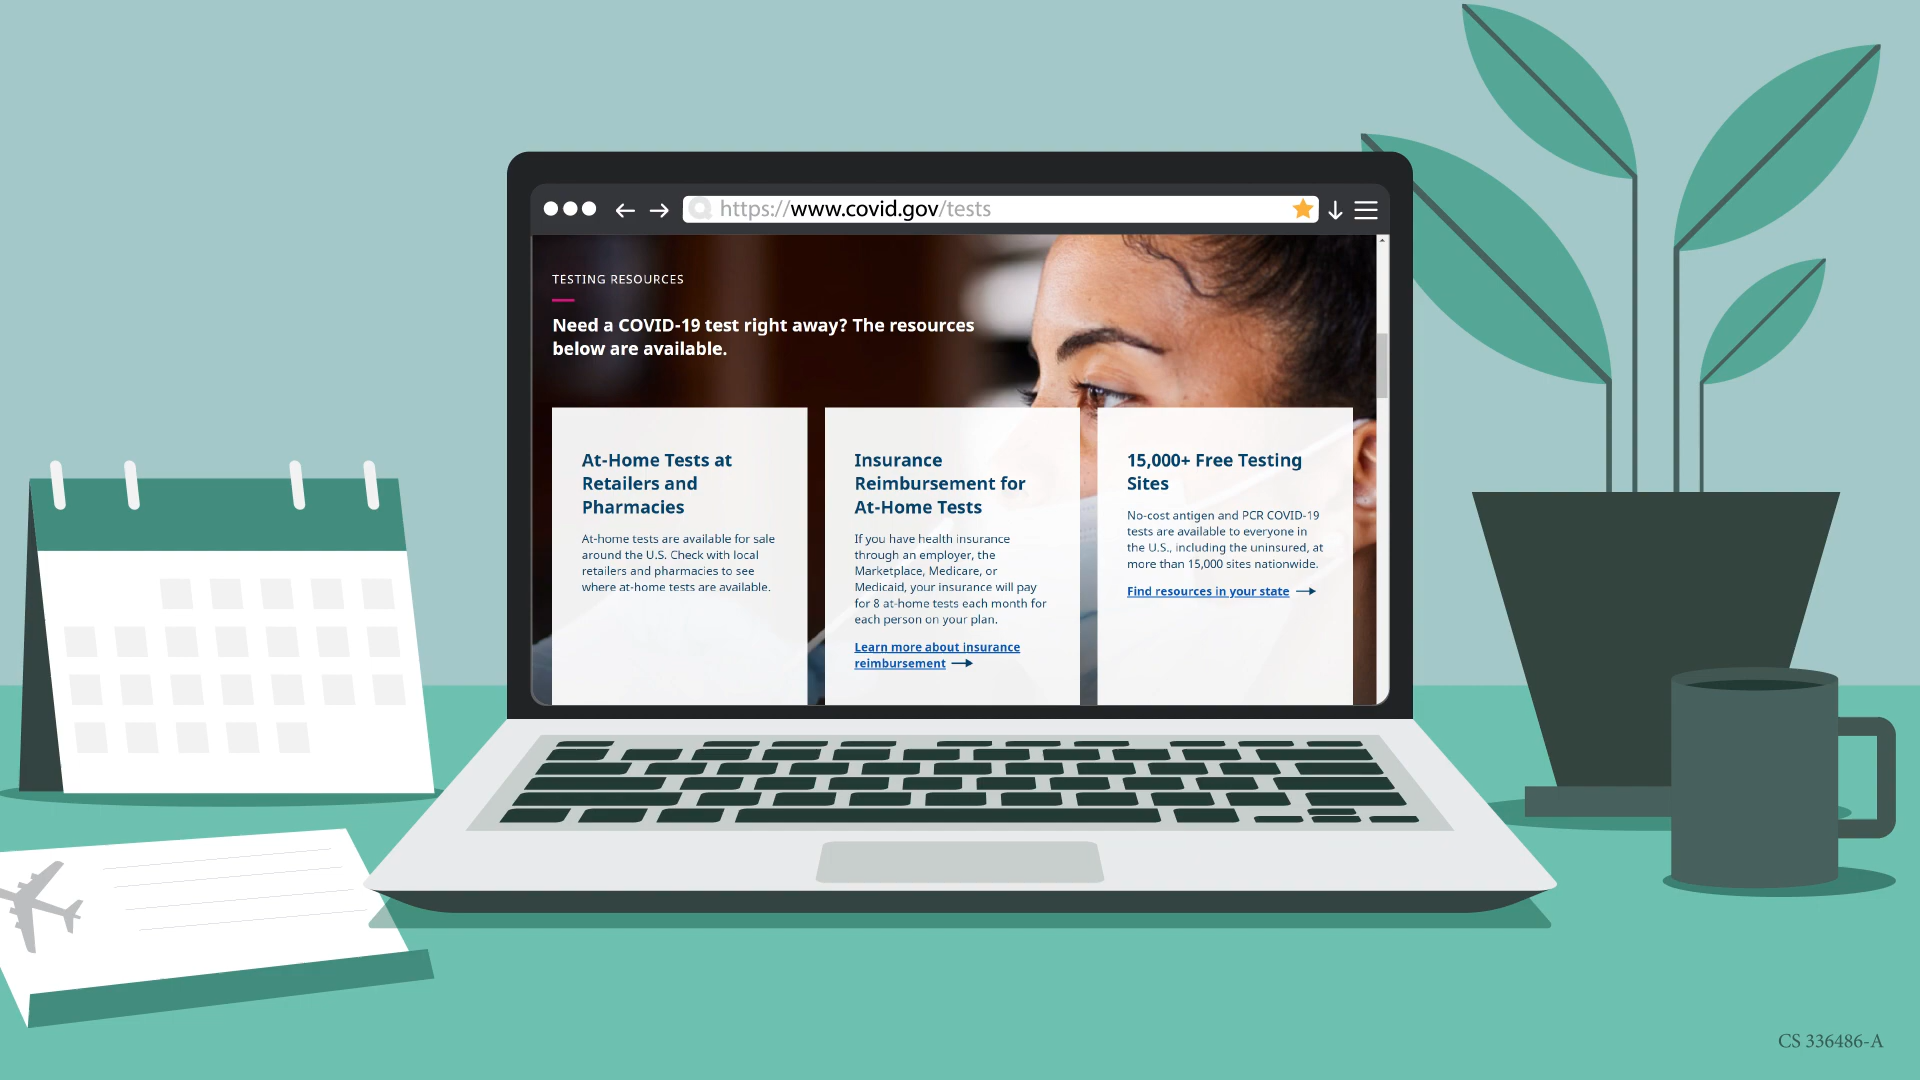 https://www.covid.gov/tests
TESTING RESOURCES
Need a COVID-19 test right away? The resources
below are available.
At-Home Tests at
Retailers and
Pharmacies
At-home tests are available for sale
around the U.S. Check with local
retailers and pharmacies to see
where at-home tests are available.
Insurance
Reimbursement for
At-Home Tests
If you have health insurance
through an employer, the
Marketplace, Medicare, or
Medicaid, your insurance will pay
for 8 at-home tests each month for
each person on your plan.
Learn more about insurance
reimbursement
15,000+ Free Testing
Sites
No-cost antigen and PCR COVID-19
tests are available to everyone in
the U.S., including the uninsured, at
more than 15,000 sites nationwide.
Find resources in your state
CS 336486-A